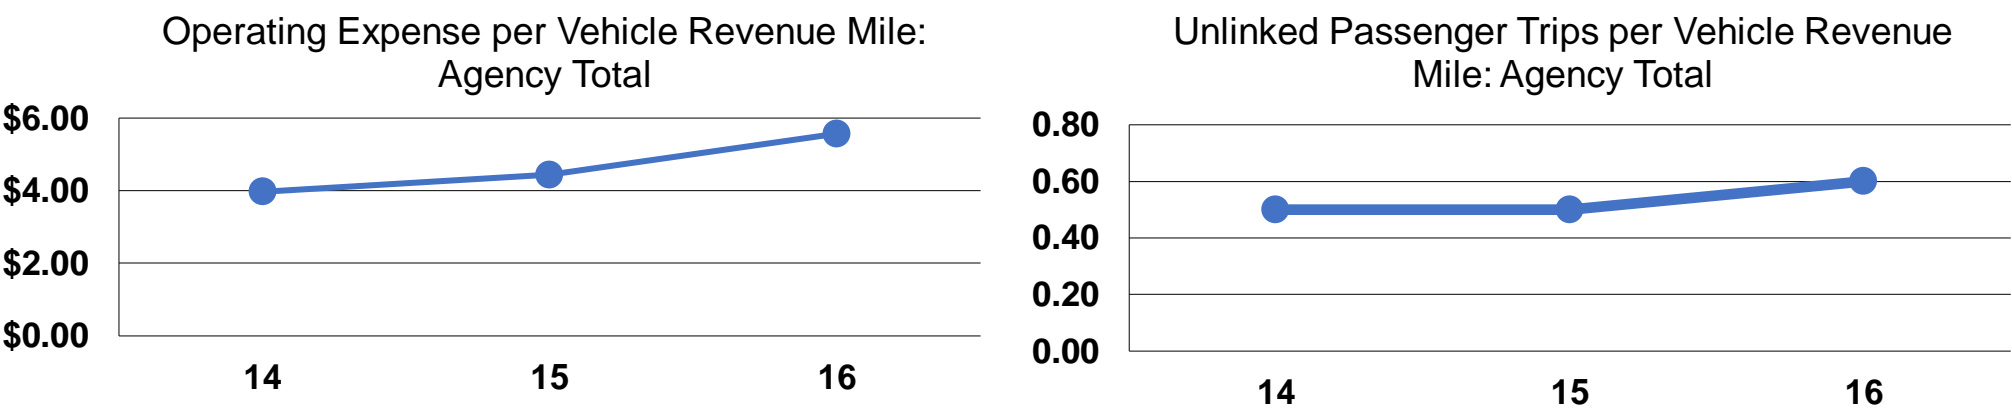 Operating Expense per Vehicle Revenue Mile:
Agency Total
$6.00
$4.00
$2.00
$0.00
14 15 16
Unlinked Passenger Trips per Vehicle Revenue
Mile: Agency Total
0.80
0.60
0.40
0.20
0.00
14 15 16